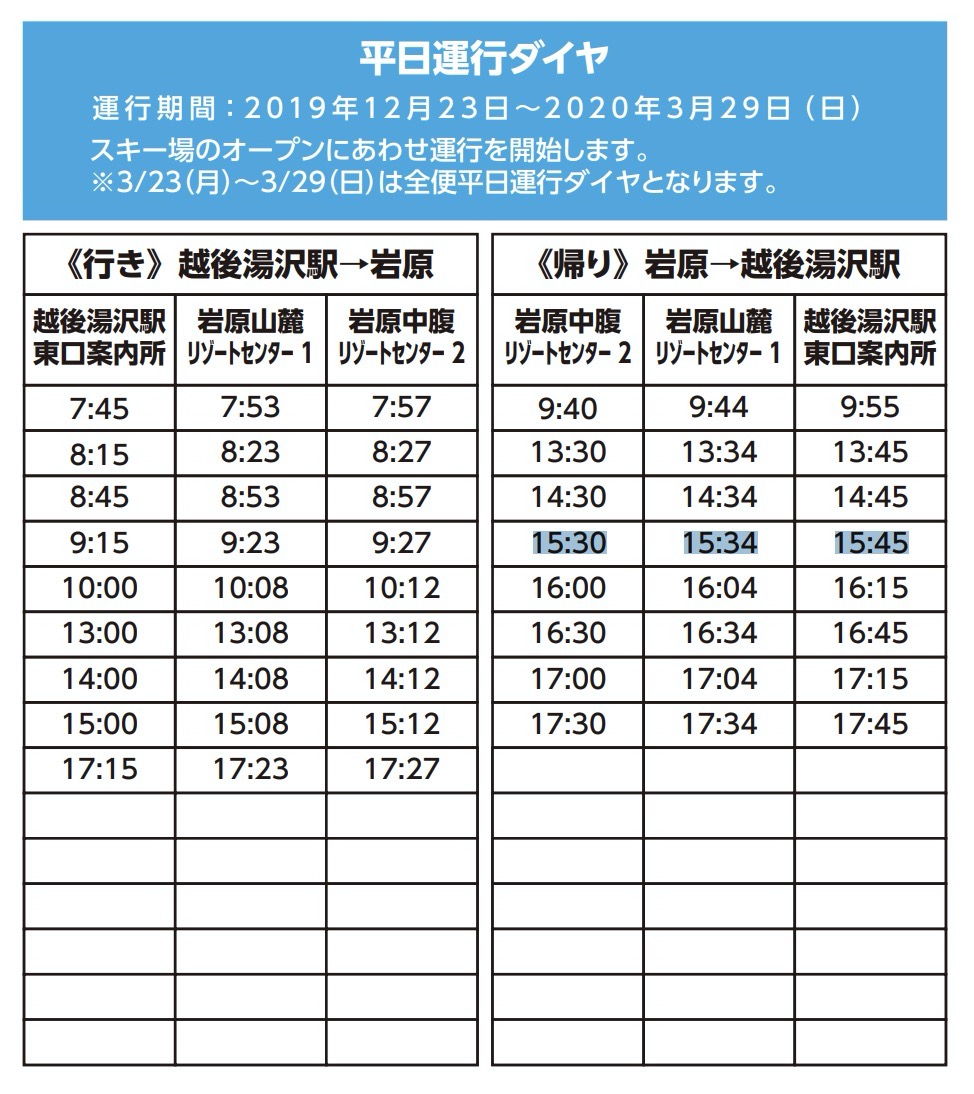 平日運行ダイヤ
運行期間：2019年12月23日～2020年3月29日（日）
スキー場のオープンにあわせ運行を開始します。
※3/23（月）～3/29（日）は全便平日運行ダイヤとなります。
《行き》越後湯沢駅→岩原
越後湯沢駅 岩原山麓 岩原中腹
東口案内所 リゾートセンター1 リゾートセンター2
7:45 7:53 7:57
8:15 8:23 8:27
8:45 8:53 8:57
9:15 9:23 9:27
10:00 10:08 10:12
13:00 13:08 13:12
14:00 14:08 14:12
15:00 15:08 15:12
17:15 17:23 17:27
《帰り》岩原→越後湯沢駅
岩原中腹 岩原山麓 越後湯沢駅
リゾートセンター2 リゾートセンター1 東口案内所
9:40 9:44 9:55
13:30 13:34 13:45
14:30 14:34 14:45
15:30 15:34 15:45
16:00 16:04 16:15
16:30 16:34 16:45
17:00 17:04 17:15
17:30 17:34 17:45